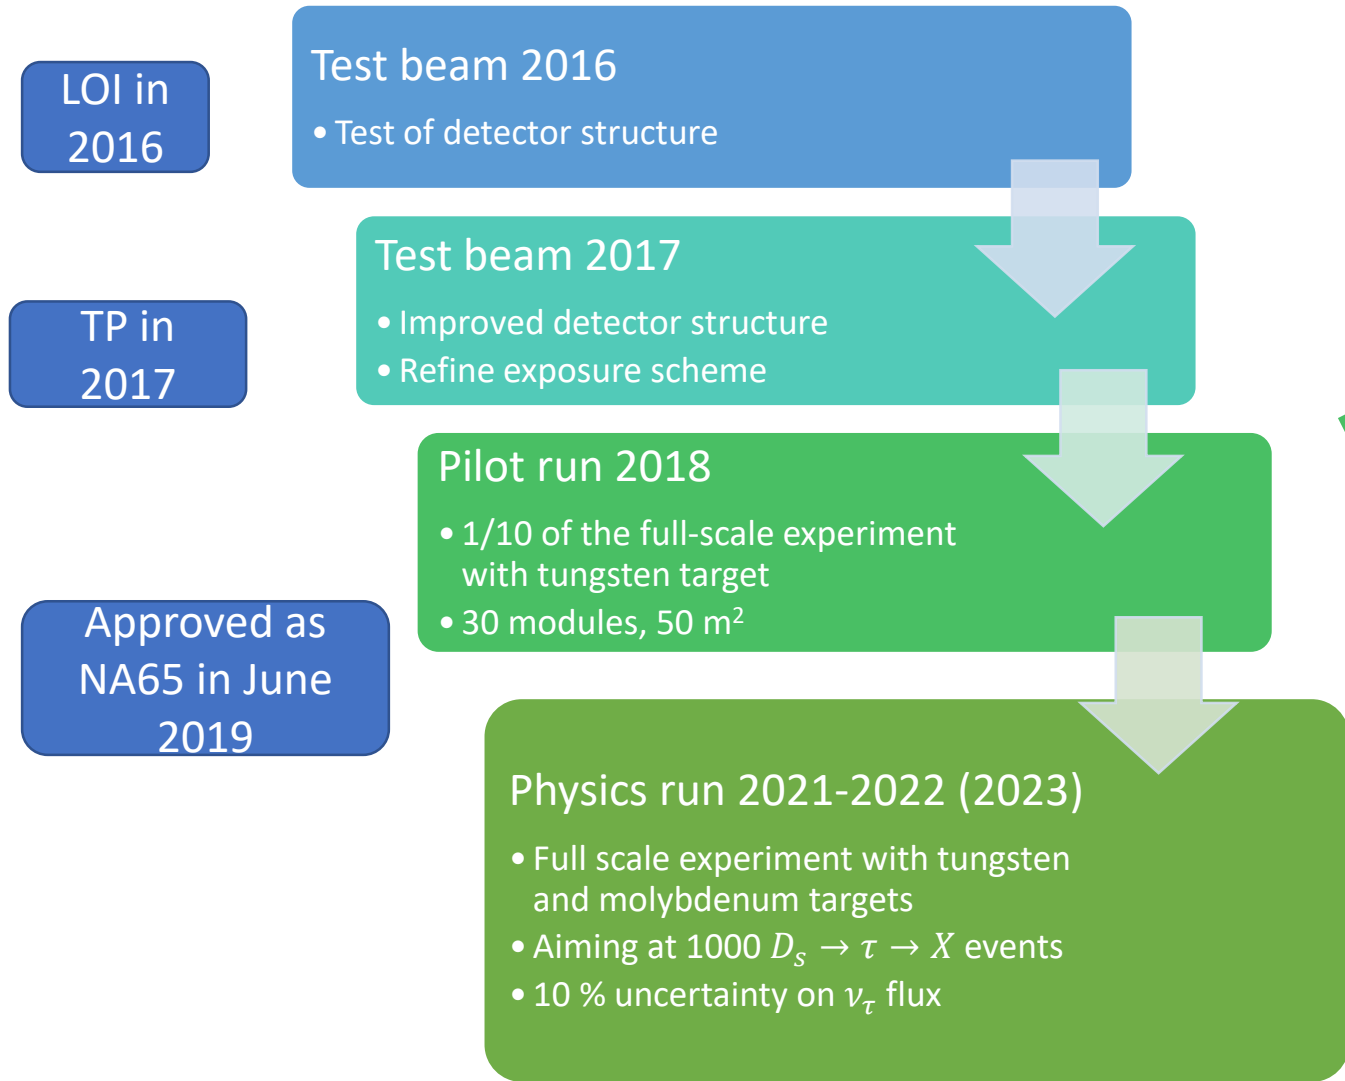 LOI in
2016
Test beam 2016
• Test of detector structure
TP in
2017
Test beam 2017
• Improved detector structure
• Refine exposure scheme
Pilot run 2018
• 1/10 of the full-scale experiment
with tungsten target
• 30 modules, 50 m²
Approved as
NA65 in June
2019
Physics run 2021-2022 (2023)
• Full scale experiment with tungsten
and molybdenum targets
• Aiming at 1000 D_s → τ → X events
• 10 % uncertainty on ν_τ flux